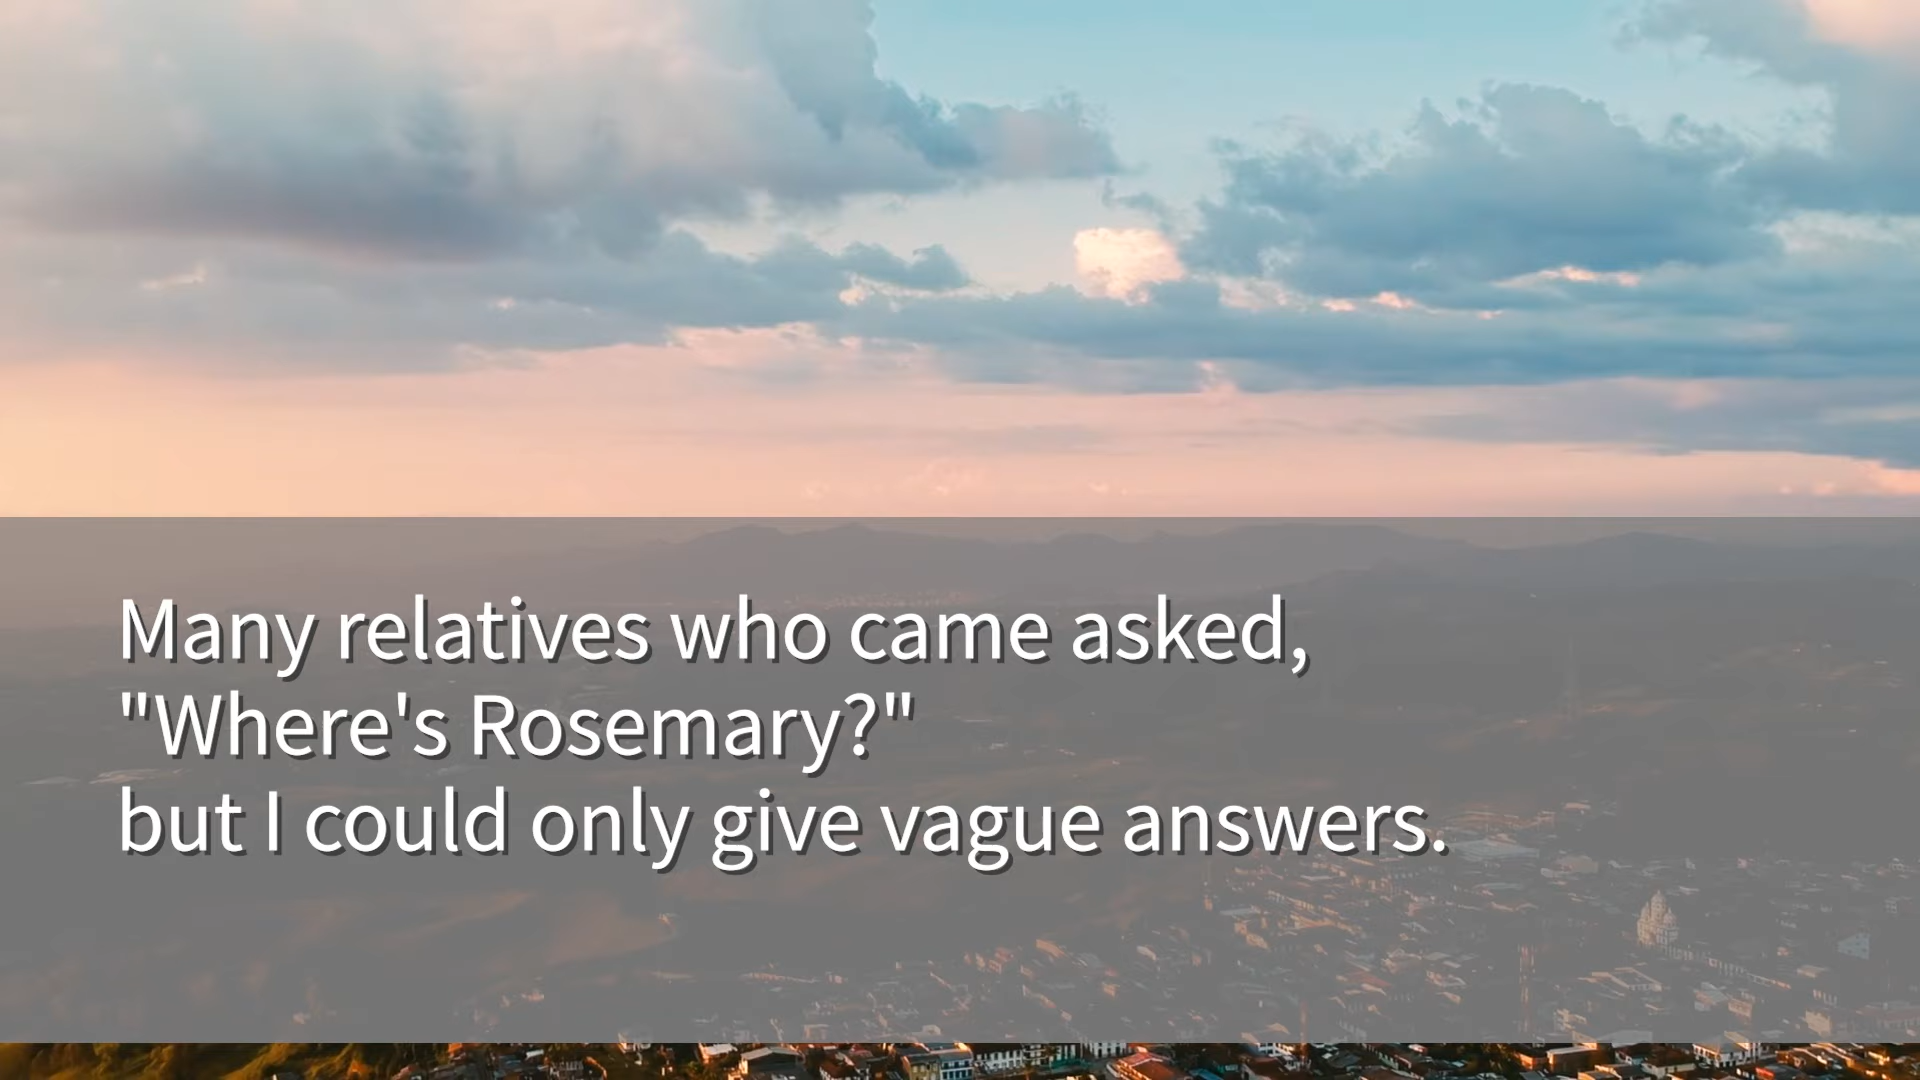 Many relatives who came asked,
"Where's Rosemary?"
but I could only give vague answers.